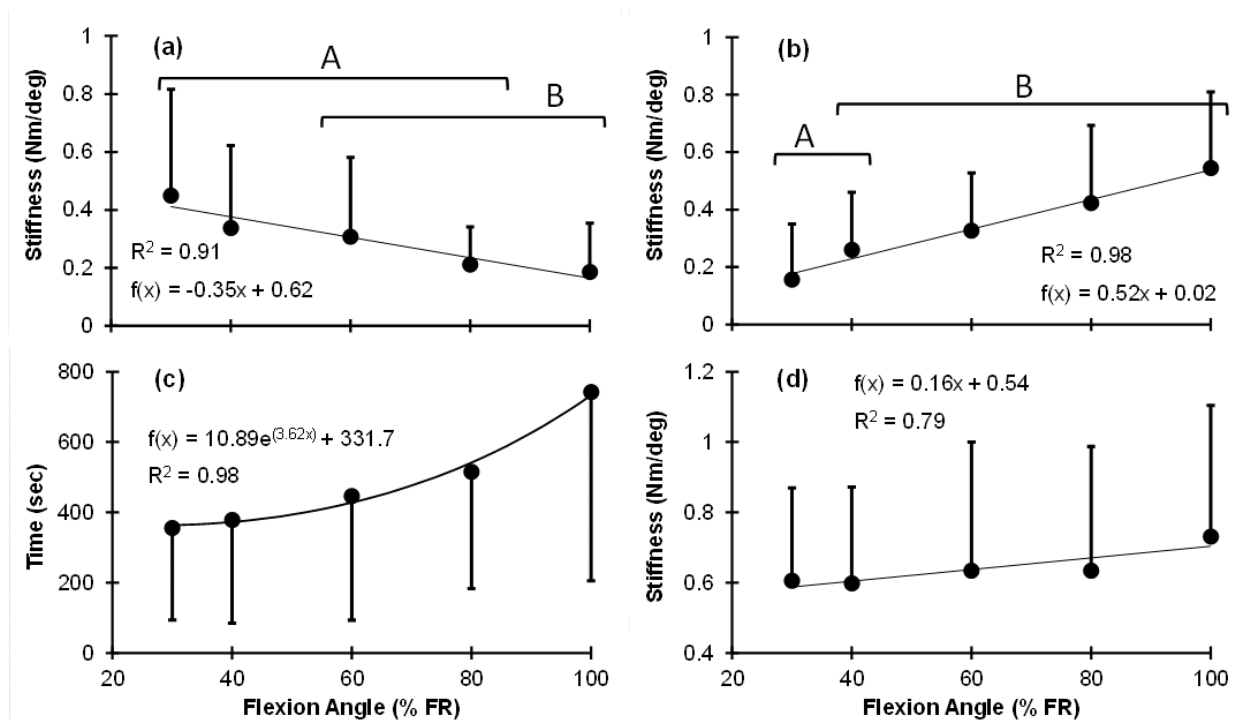 (a)
A
B
R² = 0.91
f(x) = -0.35x + 0.62
Stiffness (Nm/deg)
1
0.8
0.6
0.4
0.2
0
(b)
B
A
R² = 0.98
f(x) = 0.52x + 0.02
Stiffness (Nm/deg)
1
0.8
0.6
0.4
0.2
0
(c)
f(x) = 10.89e^(3.62x) + 331.7
R² = 0.98
Time (sec)
800
600
400
200
0
20 40 60 80 100
Flexion Angle (% FR)
(d)
f(x) = 0.16x + 0.54
R² = 0.79
Stiffness (Nm/deg)
1.2
1
0.8
0.6
0.4
20 40 60 80 100
Flexion Angle (% FR)